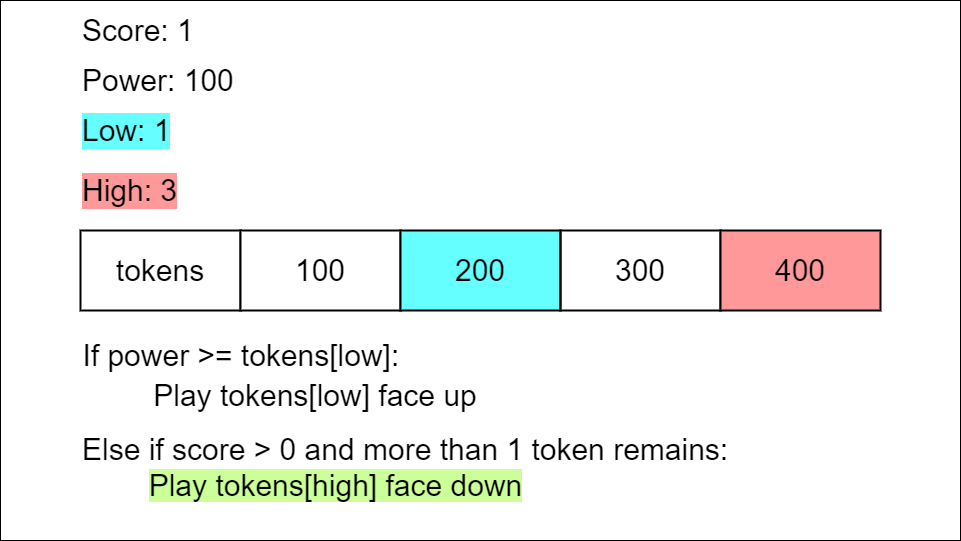 Score: 1
Power: 100
Low: 1
High: 3
tokens 100 200 300 400
If power >= tokens[low]:
Play tokens[low] face up
Else if score > 0 and more than 1 token remains:
Play tokens[high] face down